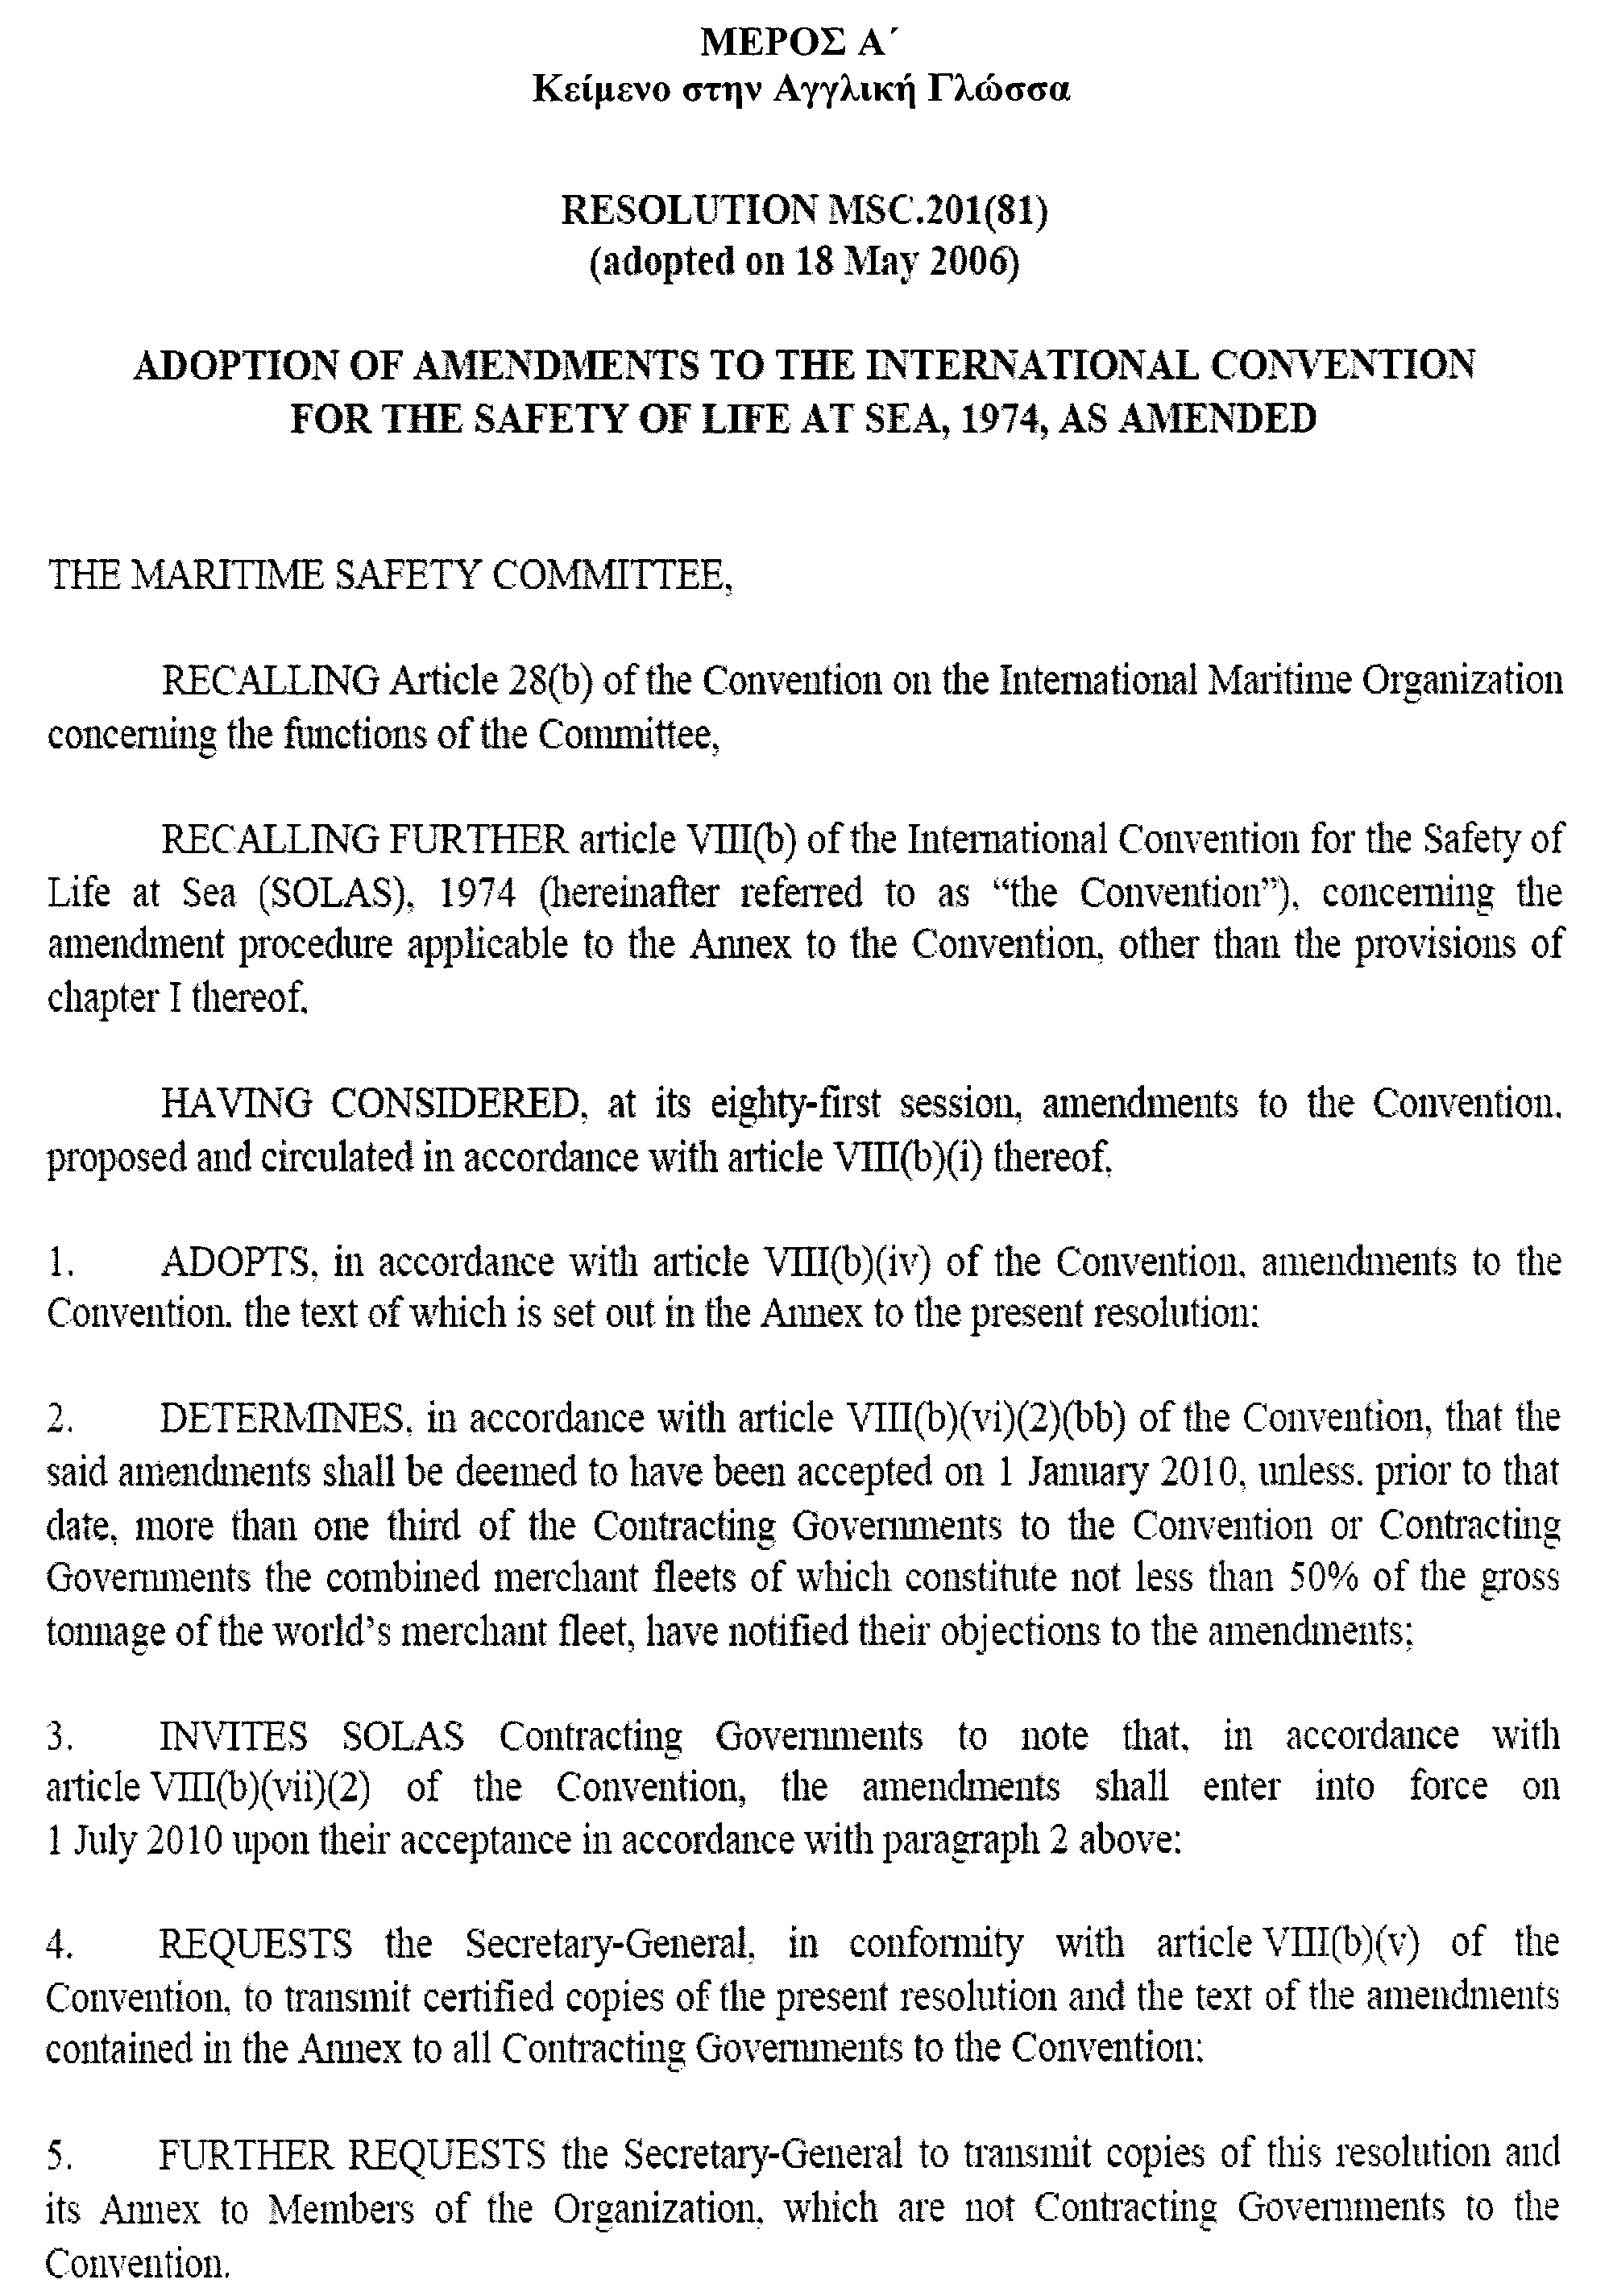 ΜΕΡΟΣ Α΄
Κείμενο στην Αγγλική Γλώσσα
RESOLUTION MSC.201(81)
(adopted on 18 May 2006)
ADOPTION OF AMENDMENTS TO THE INTERNATIONAL CONVENTION
FOR THE SAFETY OF LIFE AT SEA, 1974, AS AMENDED
THE MARITIME SAFETY COMMITTEE,
RECALLING Article 28(b) of the Convention on the International Maritime Organization
concerning the functions of the Committee,
RECALLING FURTHER article VIII(b) of the International Convention for the Safety of
Life at Sea (SOLAS), 1974 (hereinafter referred to as “the Convention”), concerning the
amendment procedure applicable to the Annex to the Convention, other than the provisions of
chapter I thereof,
HAVING CONSIDERED, at its eighty-first session, amendments to the Convention,
proposed and circulated in accordance with article VIII(b)(i) thereof,
1. ADOPTS, in accordance with article VIII(b)(iv) of the Convention, amendments to the
Convention, the text of which is set out in the Annex to the present resolution;
2. DETERMINES, in accordance with article VIII(b)(vi)(2)(bb) of the Convention, that the
said amendments shall be deemed to have been accepted on 1 January 2010, unless, prior to that
date, more than one third of the Contracting Governments to the Convention or Contracting
Governments the combined merchant fleets of which constitute not less than 50% of the gross
tonnage of the world’s merchant fleet, have notified their objections to the amendments;
3. INVITES SOLAS Contracting Governments to note that, in accordance with
article VIII(b)(vii)(2) of the Convention, the amendments shall enter into force on
1 July 2010 upon their acceptance in accordance with paragraph 2 above;
4. REQUESTS the Secretary-General, in conformity with article VIII(b)(v) of the
Convention, to transmit certified copies of the present resolution and the text of the amendments
contained in the Annex to all Contracting Governments to the Convention;
5. FURTHER REQUESTS the Secretary-General to transmit copies of this resolution and
its Annex to Members of the Organization, which are not Contracting Governments to the
Convention.